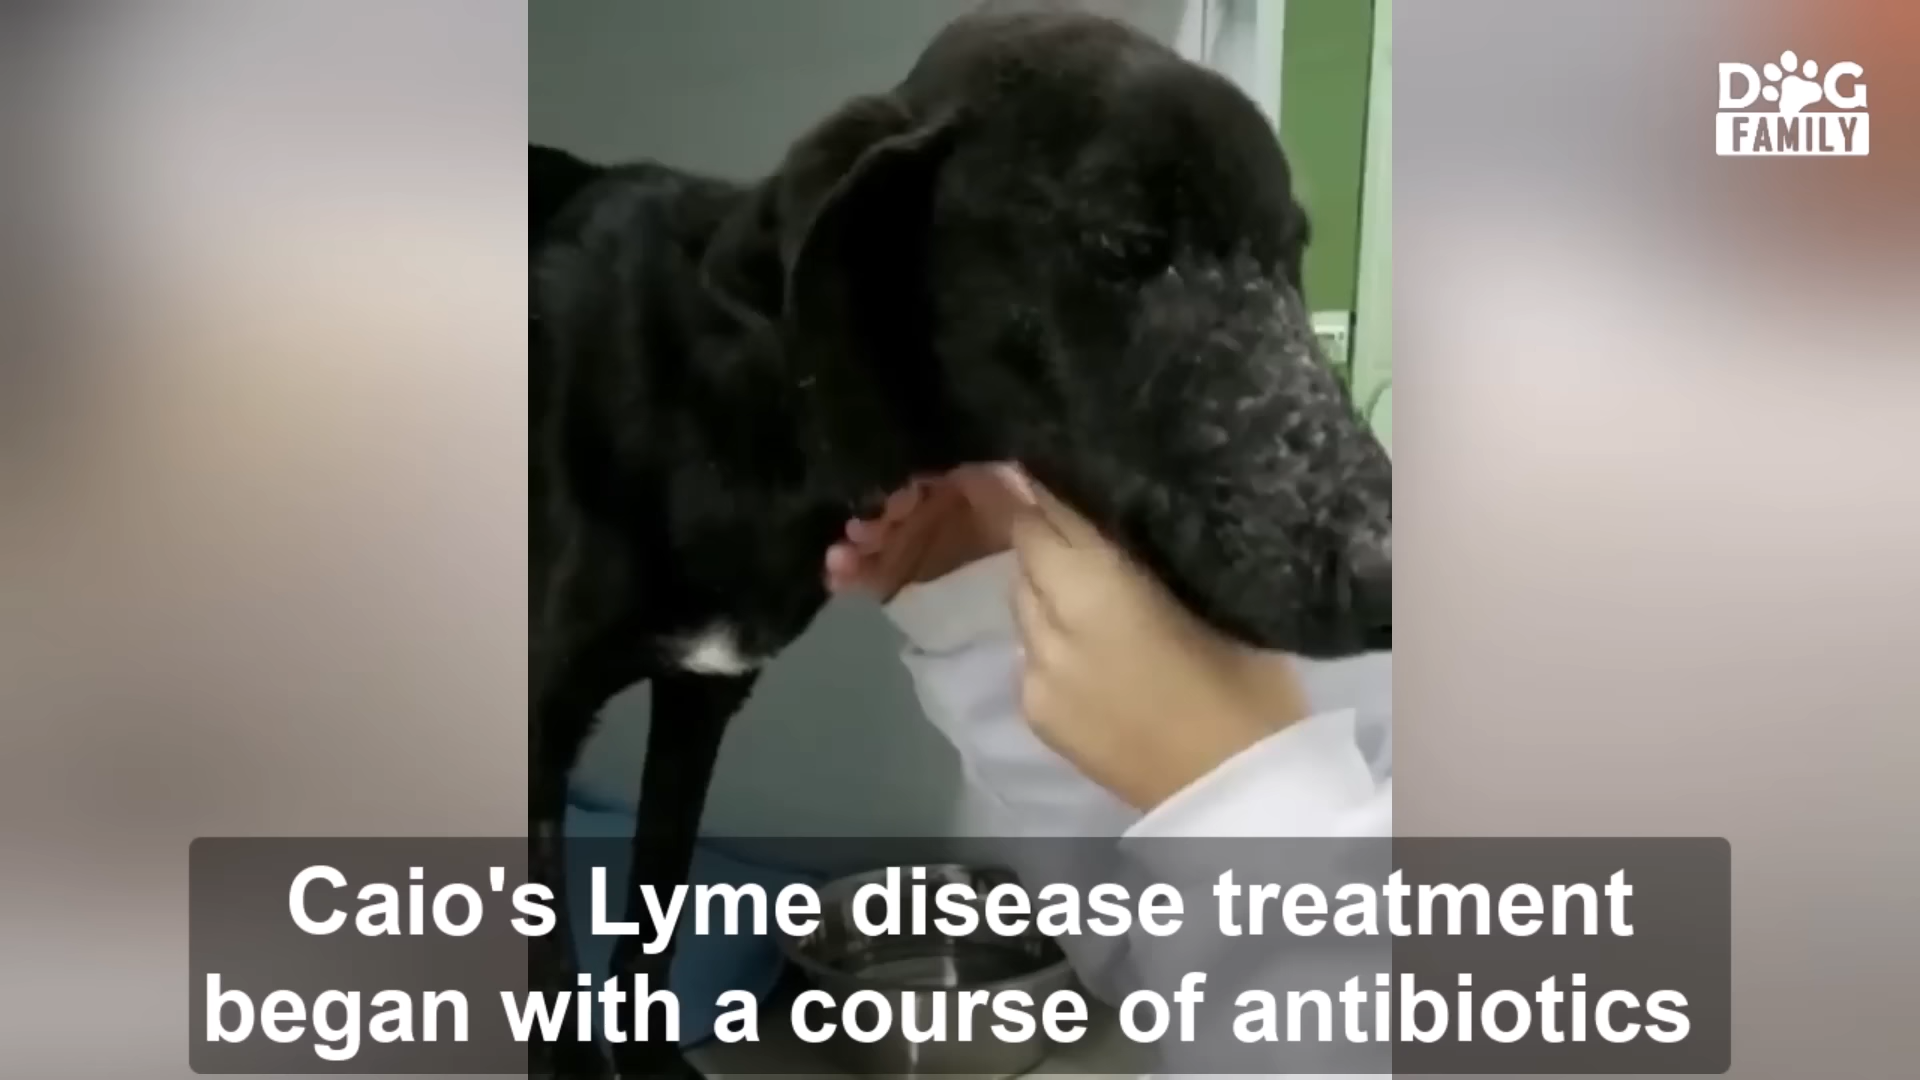 DOG
FAMILY
Caio's Lyme disease treatment
began with a course of antibiotics